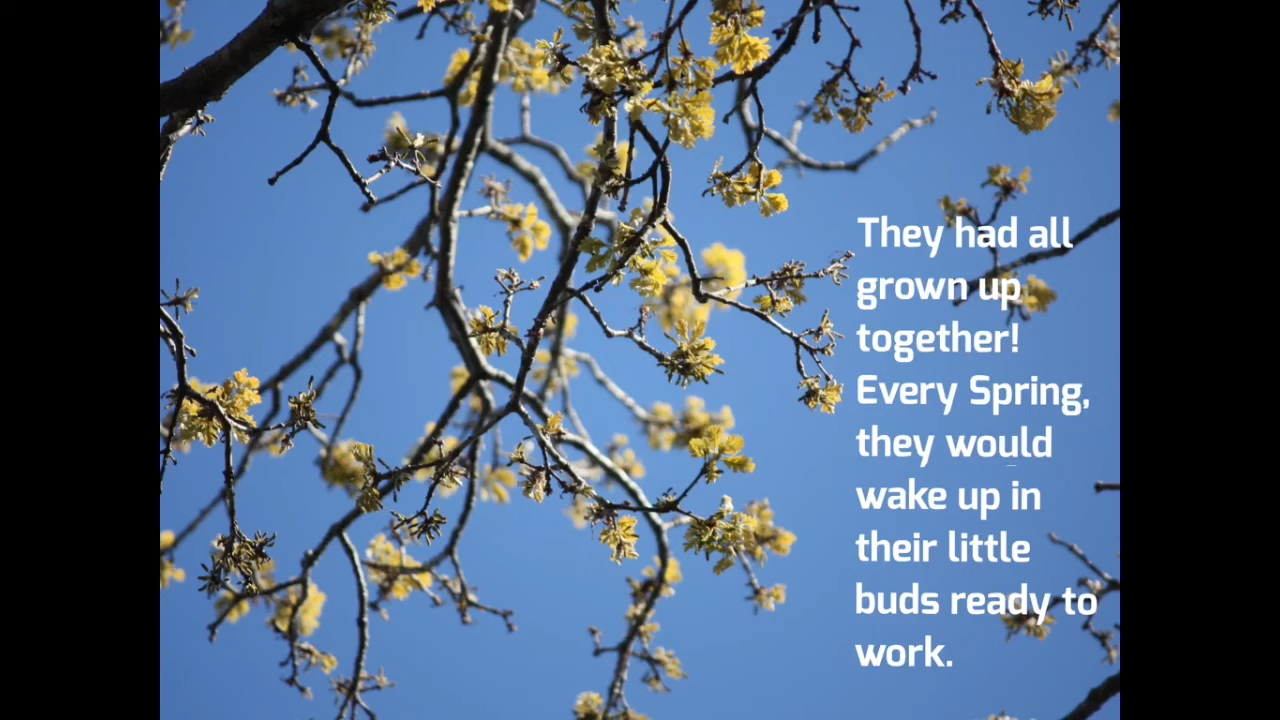 They had all
grown up
together!
Every Spring,
they would
wake up in
their little
buds ready to
work.